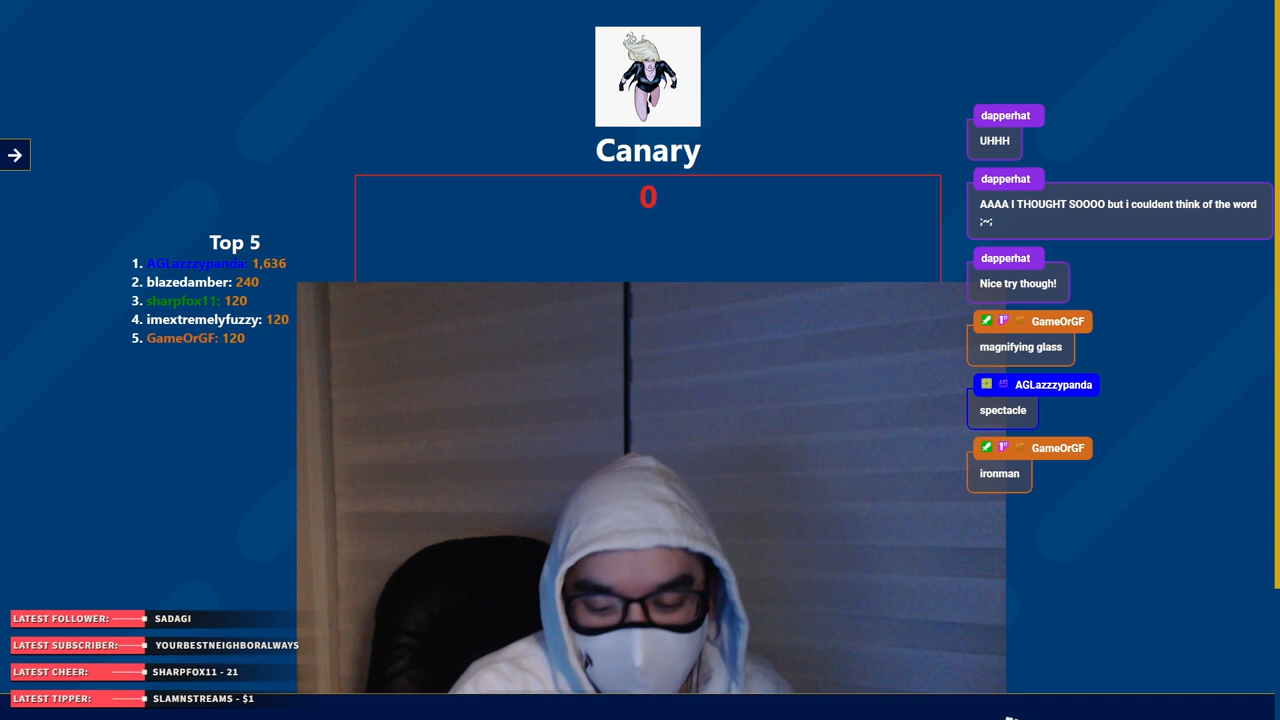 Canary
0
Top 5
1. AGLazzzypanda: 1,636
2. blazedamber: 240
3. sharpfox11: 120
4. imextremelyfuzzy: 120
5. GameOrGF: 120
dapperhat
UHHH
dapperhat
AAAA I THOUGHT SOOOO but i couldent think of the word
;~;
dapperhat
Nice try though!
GameOrGF
magnifying glass
AGLazzzypanda
spectacle
GameOrGF
ironman
LATEST FOLLOWER: SADAGI
LATEST SUBSCRIBER: YOURBESTNEIGHBORALWAYS
LATEST CHEER: SHARPFOX11 - 21
LATEST TIPPER: SLAMNSTREAMS - $1